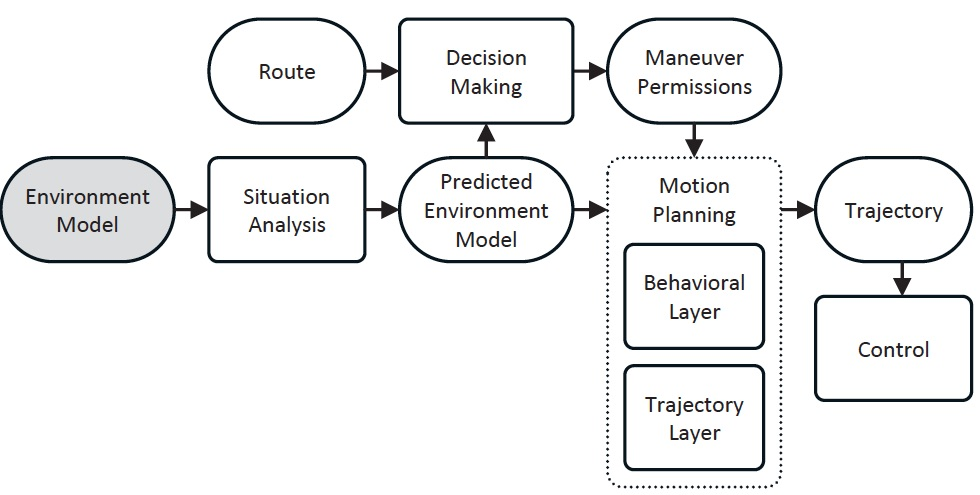 Route
Decision
Making
Maneuver
Permissions
Environment
Model
Situation
Analysis
Predicted
Environment
Model
Motion
Planning
Behavioral
Layer
Trajectory
Layer
Trajectory
Control